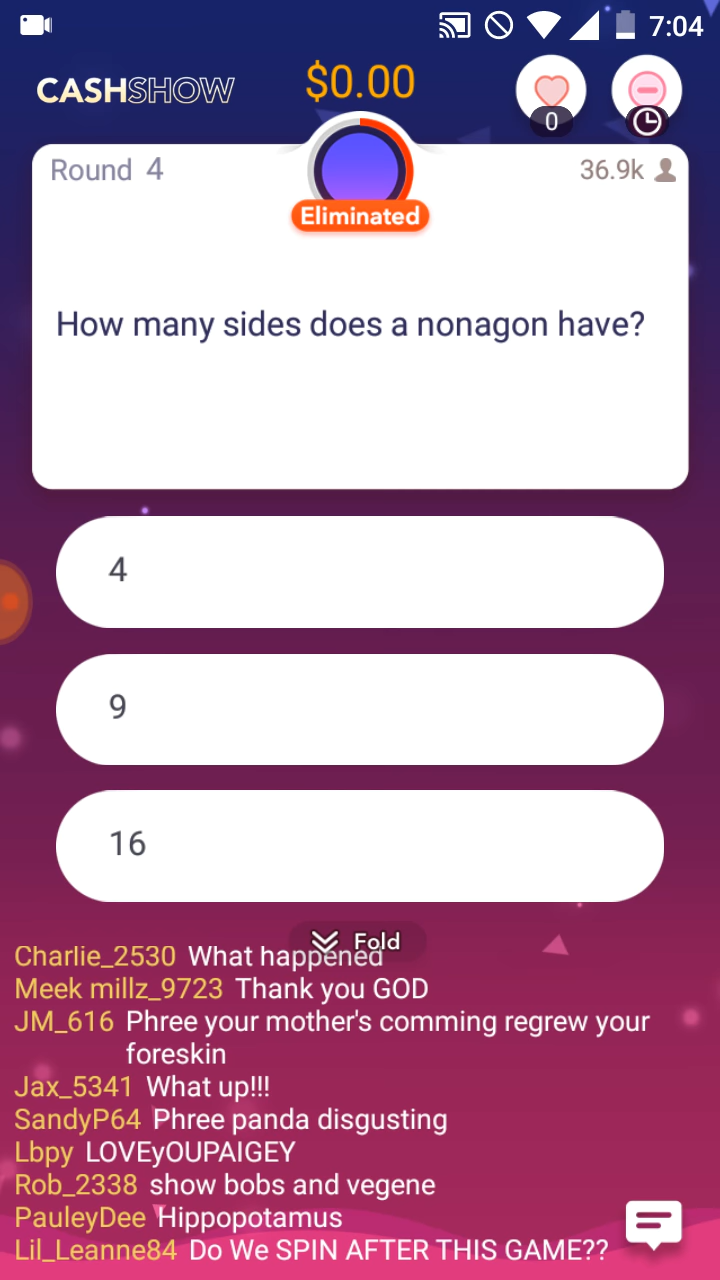 7:04
CASHSHOW
$0.00
0
Round 4
36.9k
Eliminated
How many sides does a nonagon have?
4
9
16
Fold
Charlie_2530 What happened
Meek millz_9723 Thank you GOD
JM_616 Phree your mother's comming regrew your
foreskin
Jax_5341 What up!!!
SandyP64 Phree panda disgusting
Lbpy LOVEyOUPAIGEY
Rob_2338 show bobs and vegene
PauleyDee Hippopotamus
Lil_Leanne84 Do We SPIN AFTER THIS GAME??